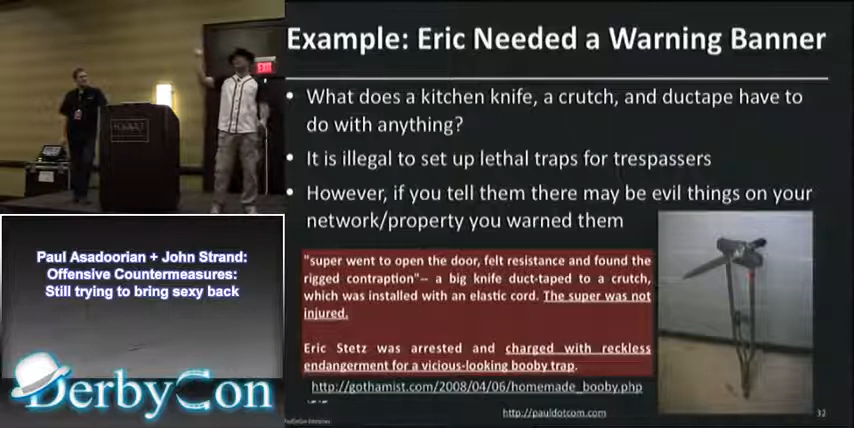 Example: Eric Needed a Warning Banner
• What does a kitchen knife, a crutch, and ductape have to
do with anything?
• It is illegal to set up lethal traps for trespassers
• However, if you tell them there may be evil things on your
network/property you warned them
"super went to open the door, felt resistance and found the
rigged contraption"-- a big knife duct-taped to a crutch,
which was installed with an elastic cord. The super was not
injured.
Eric Stetz was arrested and charged with reckless
endangerment for a vicious-looking booby trap.
http://gothamist.com/2008/04/06/homemade_booby.php
http://pauldotcom.com
32
EXIT
HYATT
Paul Asadoorian + John Strand:
Offensive Countermeasures:
Still trying to bring sexy back
DerbyCon